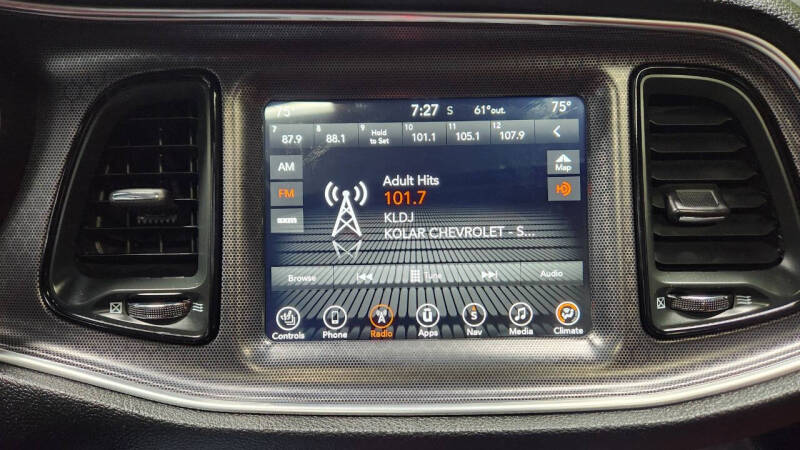 75° 7:27 S 61°out. 75°
7 87.9 8 88.1 9 Hold to Set 10 101.1 11 105.1 12 107.9
AM
Map
FM
sxm
Adult Hits
101.7
KLDJ
KOLAR CHEVROLET - S...
Browse Tune Audio
Controls Phone Radio Apps Nav Media Climate